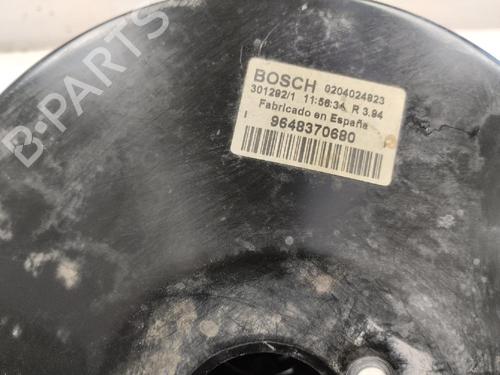 BOSCH 0204024823
301292/1 11:56:34 R 3.94
Fabricado en España
9648370680
B-PARTS